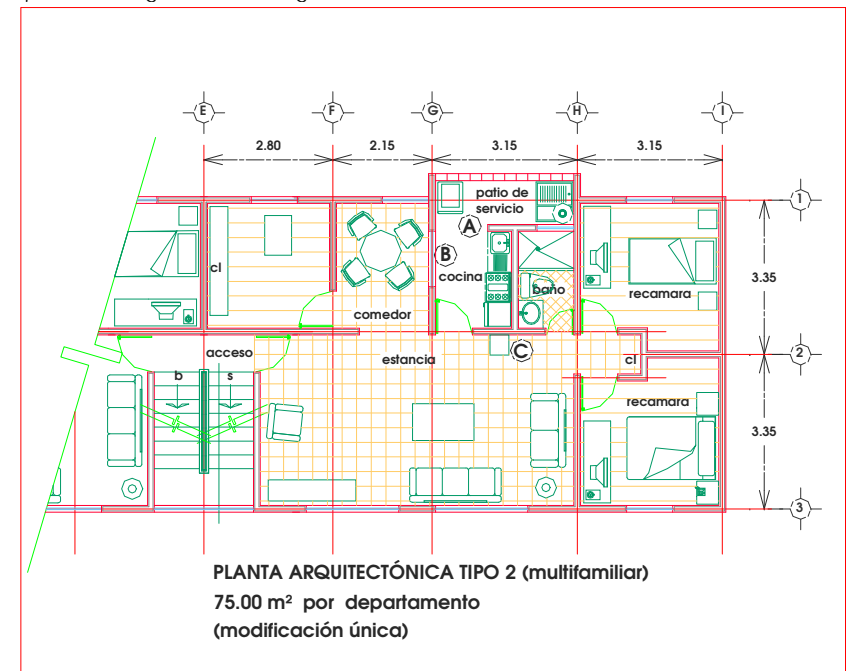 E F G H I
2.80 2.15 3.15 3.15
1
patio de
servicio
A
B
cl
cocina
baño
recamara
3.35
comedor
acceso
estancia
C
cl
2
b s
recamara
3.35
3
PLANTA ARQUITECTÓNICA TIPO 2 (multifamiliar)
75.00 m² por departamento
(modificación única)